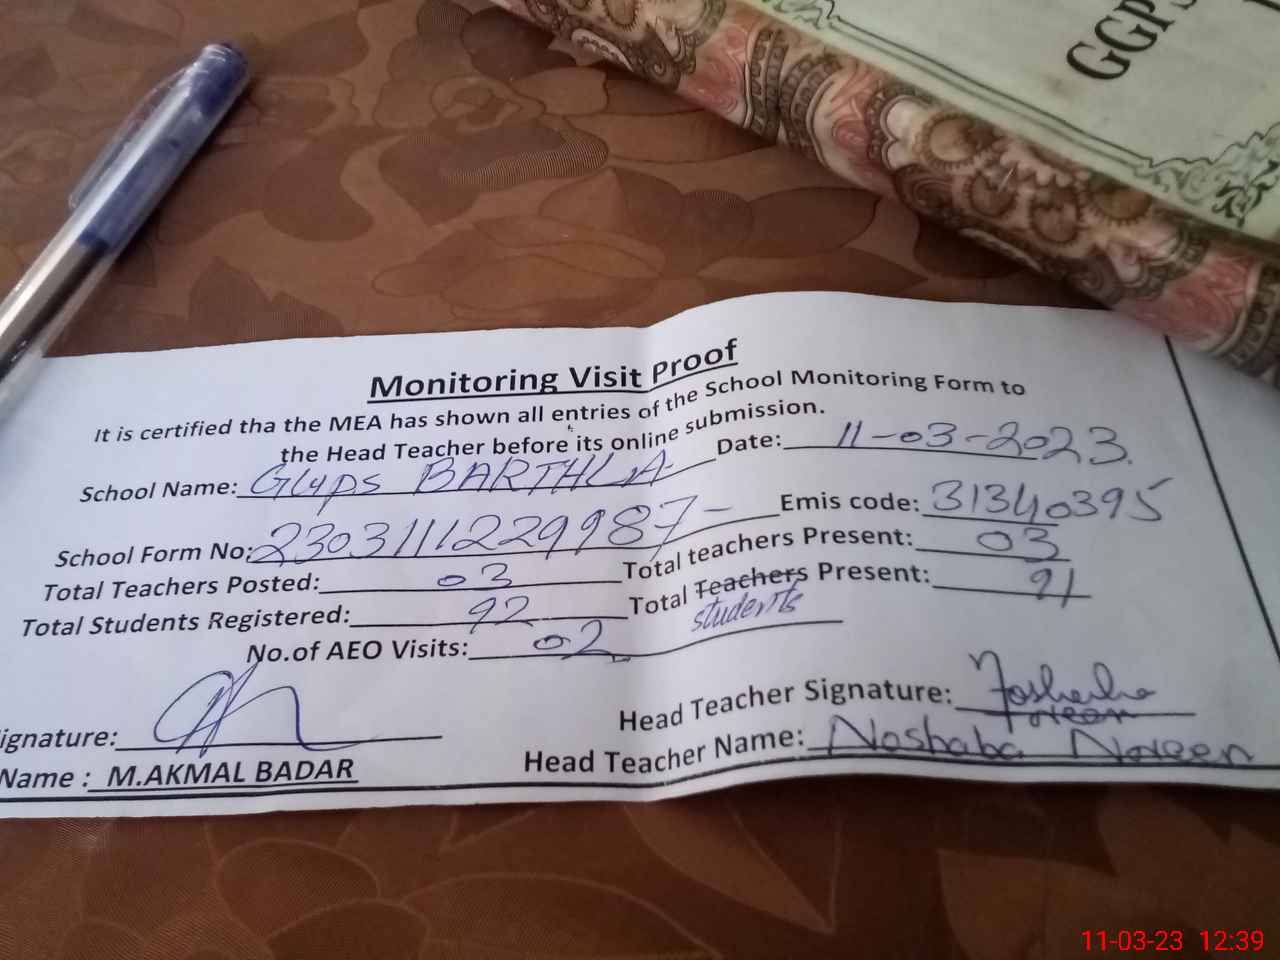 GGPS
Monitoring Visit Proof
It is certified tha the MEA has shown all entries of the School Monitoring Form to
the Head Teacher before its online submission.
School Name: GGPS BARTHLA Date: 11-03-2023.
School Form No: 2303111229987- Emis code: 31340395
Total Teachers Posted: 03 Total teachers Present: 03
Total Students Registered: 92 Total Teachers Present: 91
students
No.of AEO Visits: 02
ignature: Head Teacher Signature: Noshaba Noreen
Name : M.AKMAL BADAR Head Teacher Name: Noshaba Noreen
11-03-23 12:39